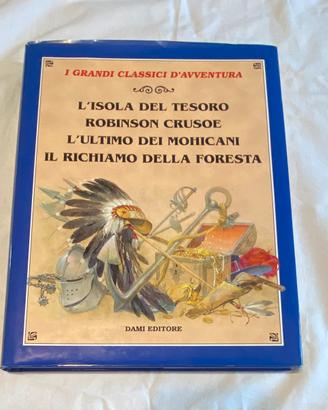 I GRANDI CLASSICI D'AVVENTURA
L'ISOLA DEL TESORO
ROBINSON CRUSOE
L'ULTIMO DEI MOHICANI
IL RICHIAMO DELLA FORESTA
DAMI EDITORE